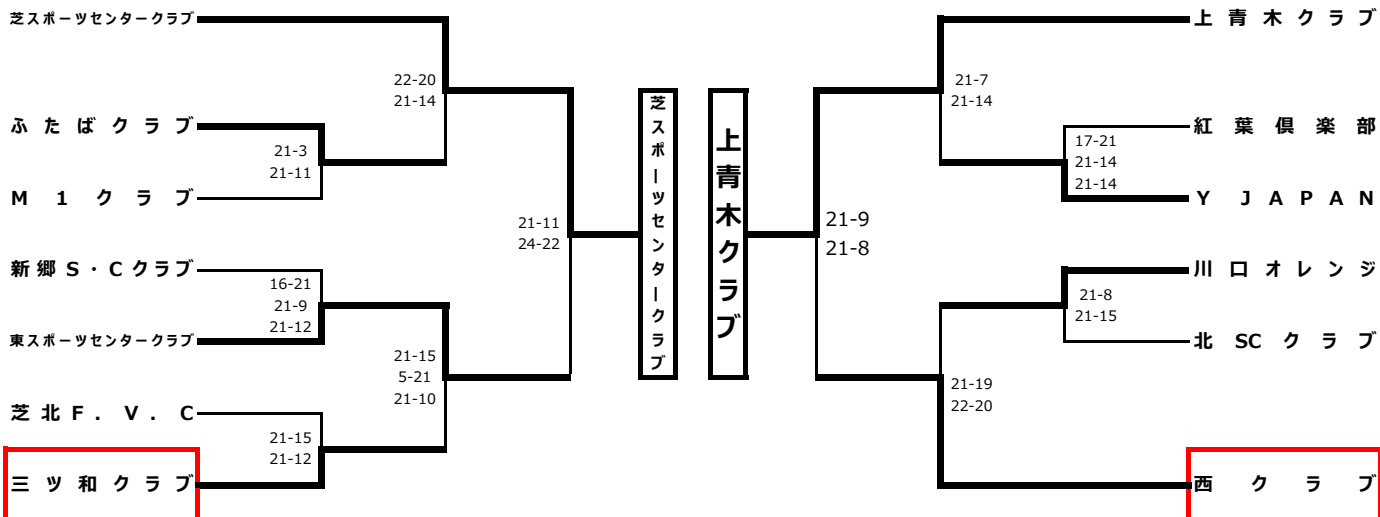 芝スポーツセンタークラブ
22-20
21-14
ふたばクラブ
21-3
21-11
M1クラブ
21-11
24-22
新郷S・Cクラブ
16-21
21-9
21-12
東スポーツセンタークラブ
21-15
5-21
21-10
芝北F.V.C
21-15
21-12
三ツ和クラブ
芝スポーツセンタークラブ
上青木クラブ
上青木クラブ
21-7
21-14
紅葉倶楽部
17-21
21-14
21-14
Y JAPAN
21-9
21-8
川口オレンジ
21-8
21-15
北SCクラブ
21-19
22-20
西クラブ